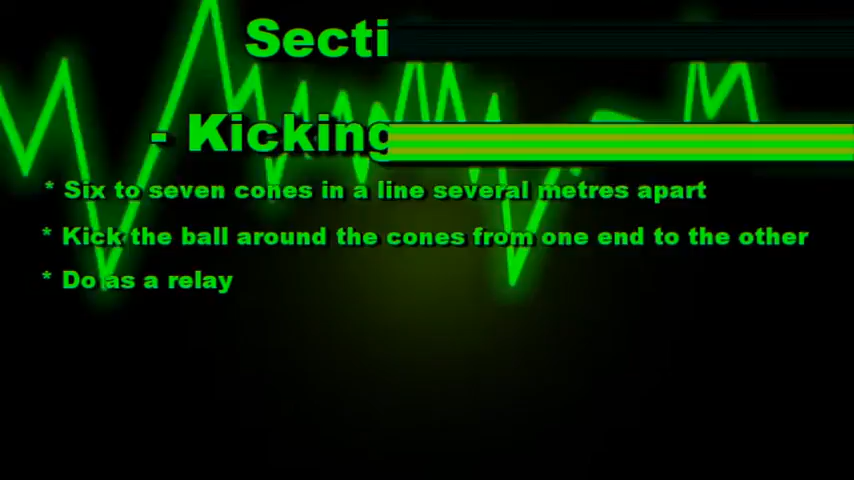 Secti
- Kicking
* Six to seven cones in a line several metres apart
* Kick the ball around the cones from one end to the other
* Do as a relay